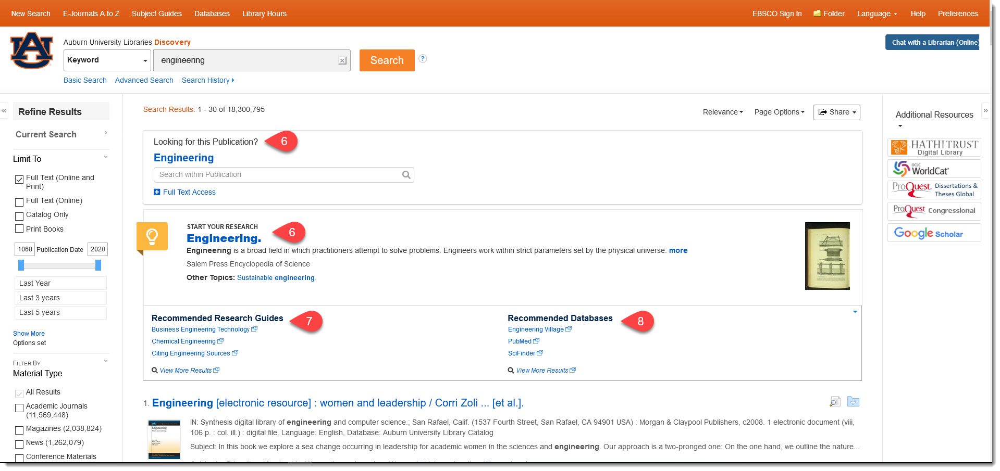 New Search E-Journals A to Z Subject Guides Databases Library Hours EBSCO Sign In Folder Language Help Preferences
Auburn University Libraries Discovery
Chat with a Librarian (Online)
Keyword engineering Search ?
Basic Search Advanced Search Search History
Refine Results
Current Search
Limit To
Full Text (Online and
Print)
Full Text (Online)
Catalog Only
Print Books
1068 Publication Date 2020
Last Year
Last 3 years
Last 5 years
Show More
Options set
FILTER BY
Material Type
All Results
Academic Journals
(11,569,448)
Magazines (2,038,824)
News (1,262,079)
Conference Materials
Search Results: 1 - 30 of 18,300,795
Relevance Page Options Share
Looking for this Publication? 6
Engineering
Search within Publication
Full Text Access
START YOUR RESEARCH
Engineering. 6
Engineering is a broad field in which practitioners attempt to solve problems. Engineers work within strict parameters set by the physical universe. more
Salem Press Encyclopedia of Science
Other Topics: Sustainable engineering.
Recommended Research Guides 7
Business Engineering Technology
Chemical Engineering
Citing Engineering Sources
View More Results
Recommended Databases 8
Engineering Village
PubMed
SciFinder
View More Results
1. Engineering [electronic resource] : women and leadership / Corri Zoli ... [et al.].
IN: Synthesis digital library of engineering and computer science.; San Rafael, Calif. (1537 Fourth Street, San Rafael, CA 94901 USA) : Morgan & Claypool Publishers, c2008. 1 electronic document (viii,
106 p. : col. ill.) : digital file. Language: English, Database: Auburn University Library Catalog
Subject: In this book we explore a sea change occurring in leadership for academic women in the sciences and engineering. Our approach is a two-pronged one: On the one hand, we outline the nature...
Additional Resources
HATHITRUST
Digital Library
OCLC
WorldCat
ProQuest Dissertations &
Theses Global
ProQuest Congressional
Google Scholar